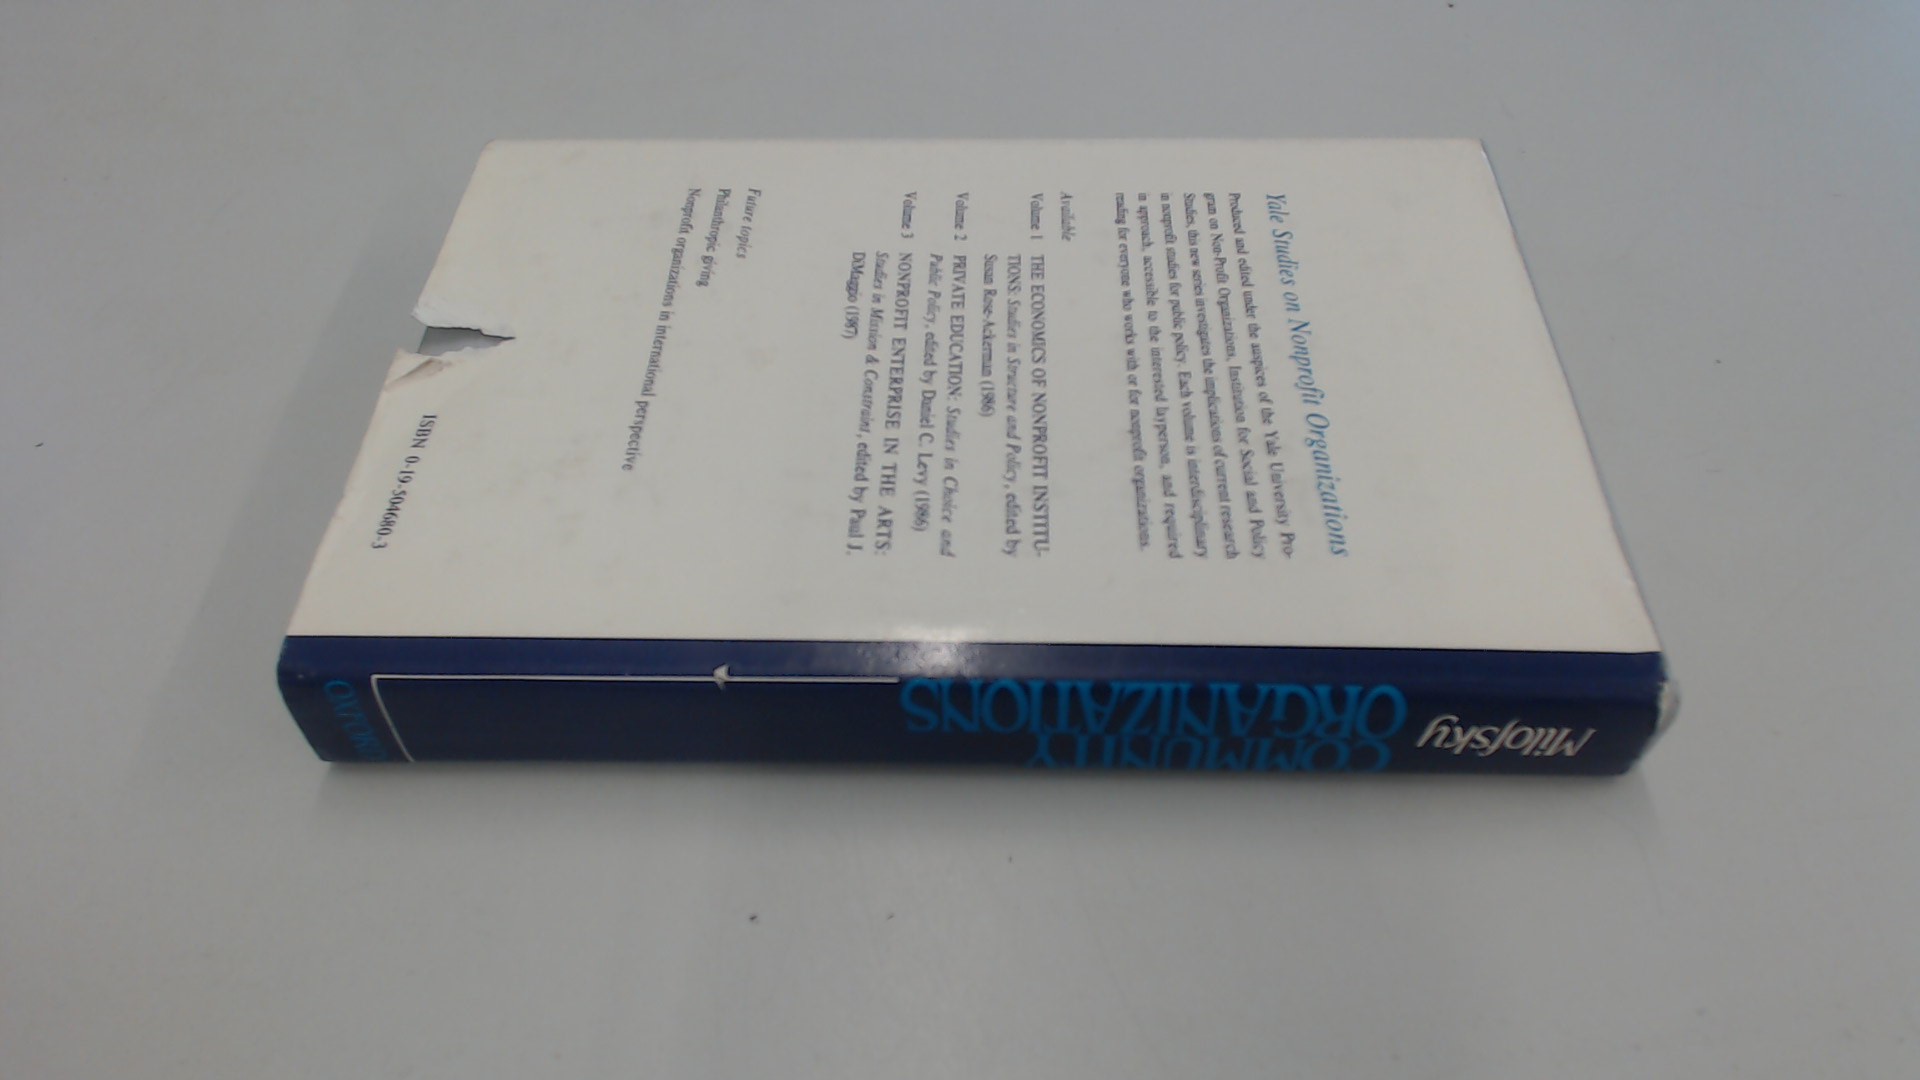 Yale Studies on Nonprofit Organizations
Produced and edited under the auspices of the Yale University Pro-
gram on Non-Profit Organizations, Institution for Social and Policy
Studies, this new series investigates the implications of current research
in nonprofit studies for public policy. Each volume is interdisciplinary
in approach, accessible to the interested layperson, and required
reading for everyone who works with or for nonprofit organizations.
Available
Volume 1 THE ECONOMICS OF NONPROFIT INSTITU-
TIONS: Studies in Structure and Policy, edited by
Susan Rose-Ackerman (1986)
Volume 2 PRIVATE EDUCATION: Studies in Choice and
Public Policy, edited by Daniel C. Levy (1986)
Volume 3 NONPROFIT ENTERPRISE IN THE ARTS:
Studies in Mission & Constraint, edited by Paul J.
DiMaggio (1987)
Future topics
Philanthropic giving
Nonprofit organizations in international perspective
ISBN 0-19-504680-3
Milofsky
COMMUNITY
ORGANIZATIONS
OXFORD